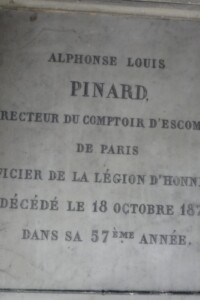 ALPHONSE LOUIS
PINARD,
RECTEUR DU COMPTOIR D'ESCOM
DE PARIS
FICIER DE LA LÉGION D'HONN
DÉCÉDÉ LE 18 OCTOBRE 187
DANS SA 57ÈME ANNÉE.